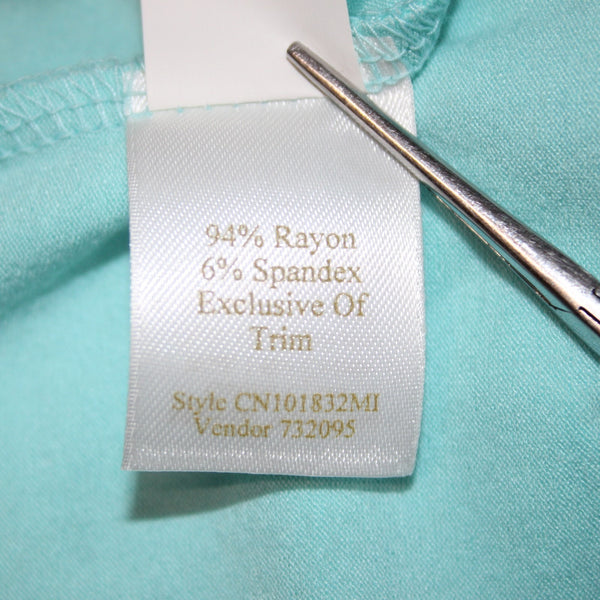 94% Rayon
6% Spandex
Exclusive Of
Trim
Style CN101832MI
Vendor 732095